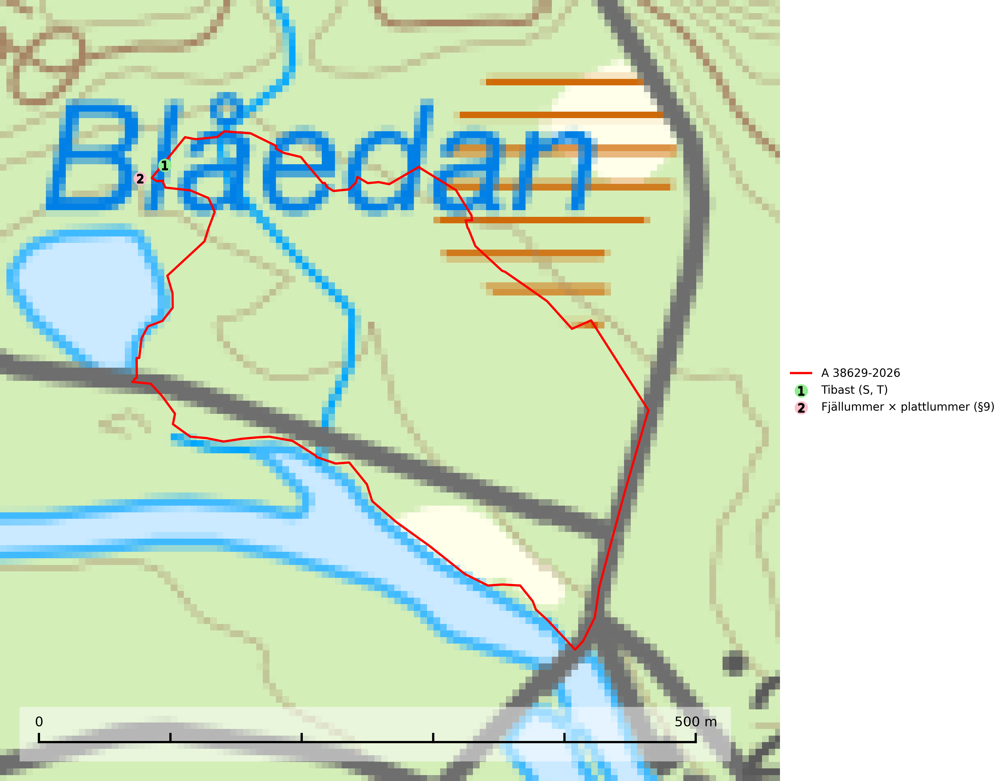 Blåedan
A 38629-2026
1 Tibast (S, T)
2 Fjällummer × plattlummer (§9)
1
2
0 500 m